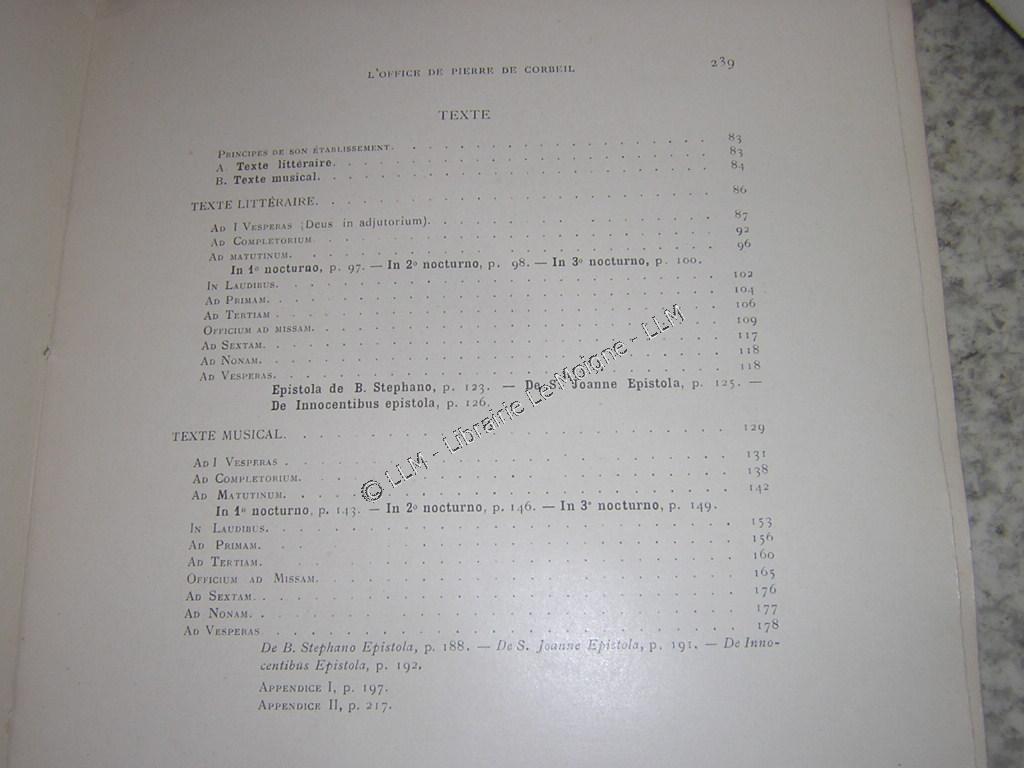 L'OFFICE DE PIERRE DE CORBEIL 239
TEXTE
PRINCIPES DE SON ÉTABLISSEMENT. 83
A. Texte littéraire. 83
B. Texte musical. 84
TEXTE LITTÉRAIRE. 86
AD I VESPERAS (Deus in adjutorium). 87
AD COMPLETORIUM. 92
AD MATUTINUM. 96
In 1º nocturno, p. 97. — In 2º nocturno, p. 98. — In 3º nocturno, p. 100.
IN LAUDIBUS. 102
AD PRIMAM. 104
AD TERTIAM 106
OFFICIUM AD MISSAM. 109
AD SEXTAM. 117
AD NONAM. 118
AD VESPERAS. 118
Epistola de B. Stephano, p. 123. — De S. Joanne Epistola, p. 125. —
De Innocentibus epistola, p. 126.
TEXTE MUSICAL. 129
AD I VESPERAS 131
AD COMPLETORIUM. 138
AD MATUTINUM. 142
In 1º nocturno, p. 143. — In 2º nocturno, p. 146. — In 3º nocturno, p. 149.
IN LAUDIBUS. 153
AD PRIMAM. 156
AD TERTIAM. 160
OFFICIUM AD MISSAM. 165
AD SEXTAM. 176
AD NONAM. 177
AD VESPERAS 178
De B. Stephano Epistola, p. 188. — De S. Joanne Epistola, p. 191. — De Inno-
centibus Epistola, p. 192.
APPENDICE I, p. 197.
APPENDICE II, p. 217.
© LLM - Librairie Le Moigne - LLM